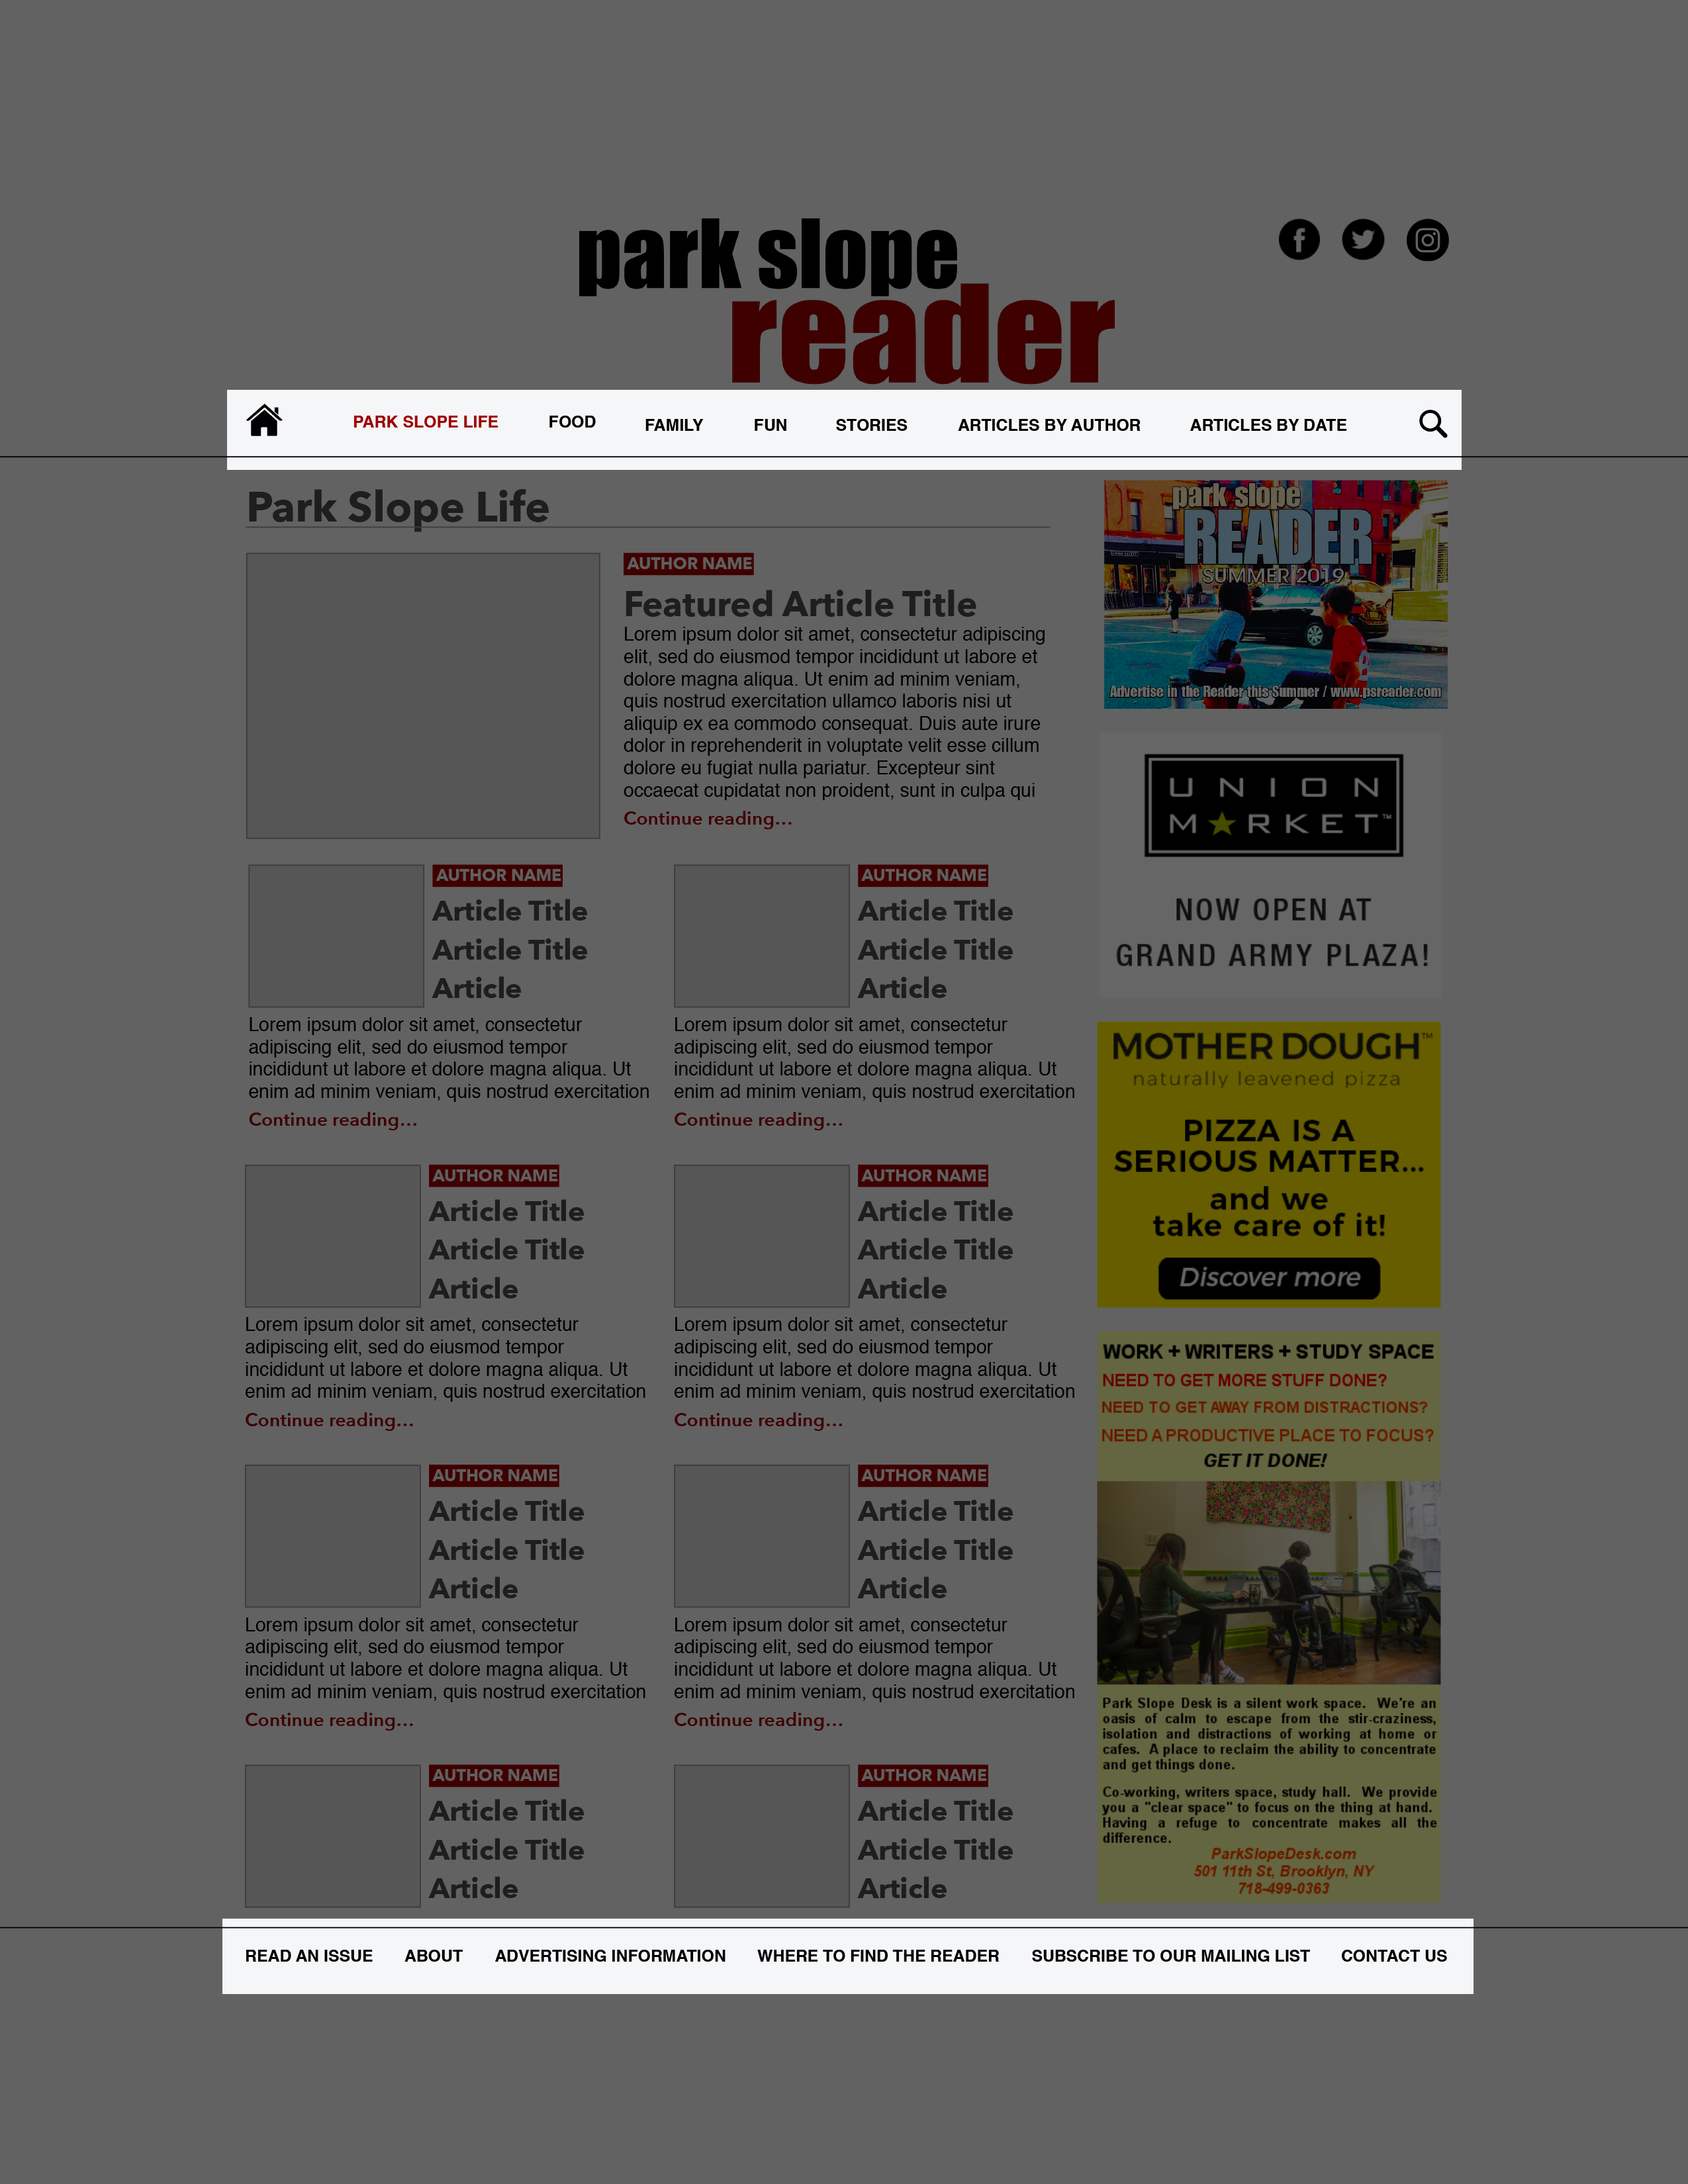 park slope
reader
PARK SLOPE LIFE FOOD FAMILY FUN STORIES ARTICLES BY AUTHOR ARTICLES BY DATE
Park Slope Life
AUTHOR NAME
Featured Article Title
Lorem ipsum dolor sit amet, consectetur adipiscing
elit, sed do eiusmod tempor incididunt ut labore et
dolore magna aliqua. Ut enim ad minim veniam,
quis nostrud exercitation ullamco laboris nisi ut
aliquip ex ea commodo consequat. Duis aute irure
dolor in reprehenderit in voluptate velit esse cillum
dolore eu fugiat nulla pariatur. Excepteur sint
occaecat cupidatat non proident, sunt in culpa qui
Continue reading…
AUTHOR NAME
Article Title
Article Title
Article
Lorem ipsum dolor sit amet, consectetur
adipiscing elit, sed do eiusmod tempor
incididunt ut labore et dolore magna aliqua. Ut
enim ad minim veniam, quis nostrud exercitation
Continue reading…
AUTHOR NAME
Article Title
Article Title
Article
Lorem ipsum dolor sit amet, consectetur
adipiscing elit, sed do eiusmod tempor
incididunt ut labore et dolore magna aliqua. Ut
enim ad minim veniam, quis nostrud exercitation
Continue reading…
AUTHOR NAME
Article Title
Article Title
Article
Lorem ipsum dolor sit amet, consectetur
adipiscing elit, sed do eiusmod tempor
incididunt ut labore et dolore magna aliqua. Ut
enim ad minim veniam, quis nostrud exercitation
Continue reading…
AUTHOR NAME
Article Title
Article Title
Article
Lorem ipsum dolor sit amet, consectetur
adipiscing elit, sed do eiusmod tempor
incididunt ut labore et dolore magna aliqua. Ut
enim ad minim veniam, quis nostrud exercitation
Continue reading…
AUTHOR NAME
Article Title
Article Title
Article
Lorem ipsum dolor sit amet, consectetur
adipiscing elit, sed do eiusmod tempor
incididunt ut labore et dolore magna aliqua. Ut
enim ad minim veniam, quis nostrud exercitation
Continue reading…
AUTHOR NAME
Article Title
Article Title
Article
Lorem ipsum dolor sit amet, consectetur
adipiscing elit, sed do eiusmod tempor
incididunt ut labore et dolore magna aliqua. Ut
enim ad minim veniam, quis nostrud exercitation
Continue reading…
AUTHOR NAME
Article Title
Article Title
Article
AUTHOR NAME
Article Title
Article Title
Article
park slope
READER
SUMMER 2019
Advertise in the Reader this Summer / www.psreader.com
UNION
M★RKET™
NOW OPEN AT
GRAND ARMY PLAZA!
MOTHER DOUGH™
naturally leavened pizza
PIZZA IS A
SERIOUS MATTER...
and we
take care of it!
Discover more
WORK + WRITERS + STUDY SPACE
NEED TO GET MORE STUFF DONE?
NEED TO GET AWAY FROM DISTRACTIONS?
NEED A PRODUCTIVE PLACE TO FOCUS?
GET IT DONE!
Park Slope Desk is a silent work space. We're an
oasis of calm to escape from the stir-craziness,
isolation and distractions of working at home or
cafes. A place to reclaim the ability to concentrate
and get things done.
Co-working, writers space, study hall. We provide
you a "clear space" to focus on the thing at hand.
Having a refuge to concentrate makes all the
difference.
ParkSlopeDesk.com
501 11th St, Brooklyn, NY
718-499-0363
READ AN ISSUE ABOUT ADVERTISING INFORMATION WHERE TO FIND THE READER SUBSCRIBE TO OUR MAILING LIST CONTACT US